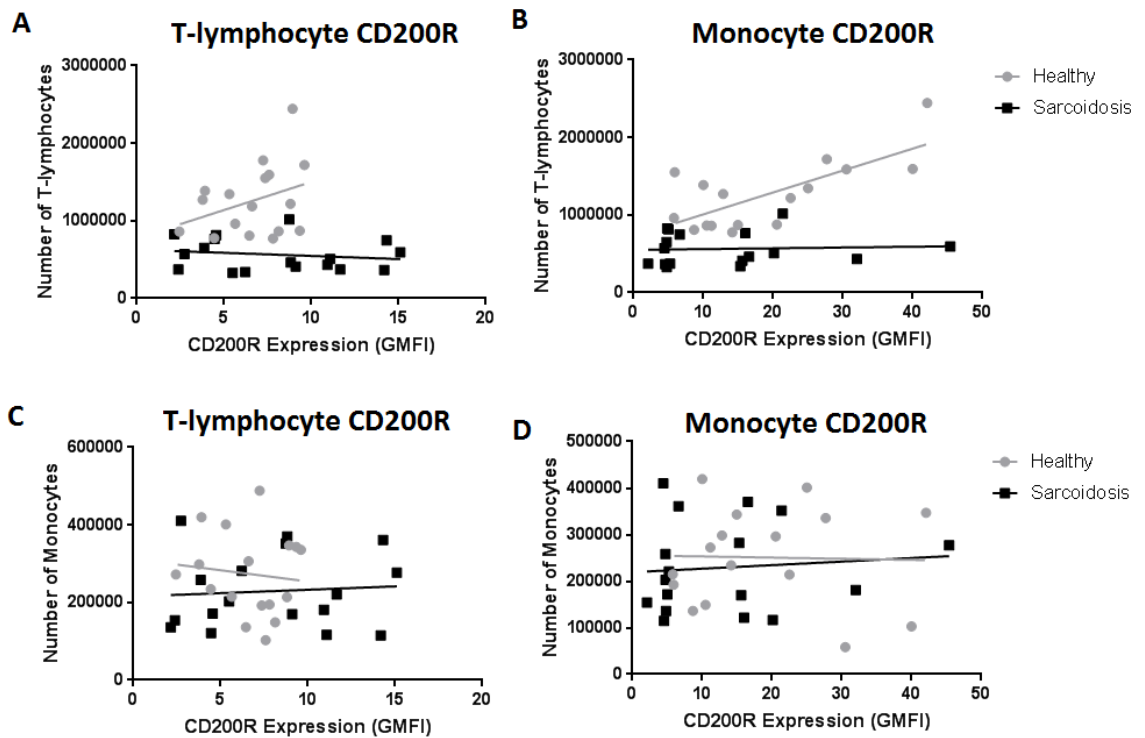 A
T-lymphocyte CD200R
Number of T-lymphocytes
3000000
2000000
1000000
0
0 5 10 15 20
CD200R Expression (GMFI)
B
Monocyte CD200R
Number of T-lymphocytes
3000000
2000000
1000000
0
0 10 20 30 40 50
CD200R Expression (GMFI)
Healthy
Sarcoidosis
C
T-lymphocyte CD200R
Number of Monocytes
600000
400000
200000
0
0 5 10 15 20
CD200R Expression (GMFI)
D
Monocyte CD200R
Number of Monocytes
500000
400000
300000
200000
100000
0
0 10 20 30 40 50
CD200R Expression (GMFI)
Healthy
Sarcoidosis